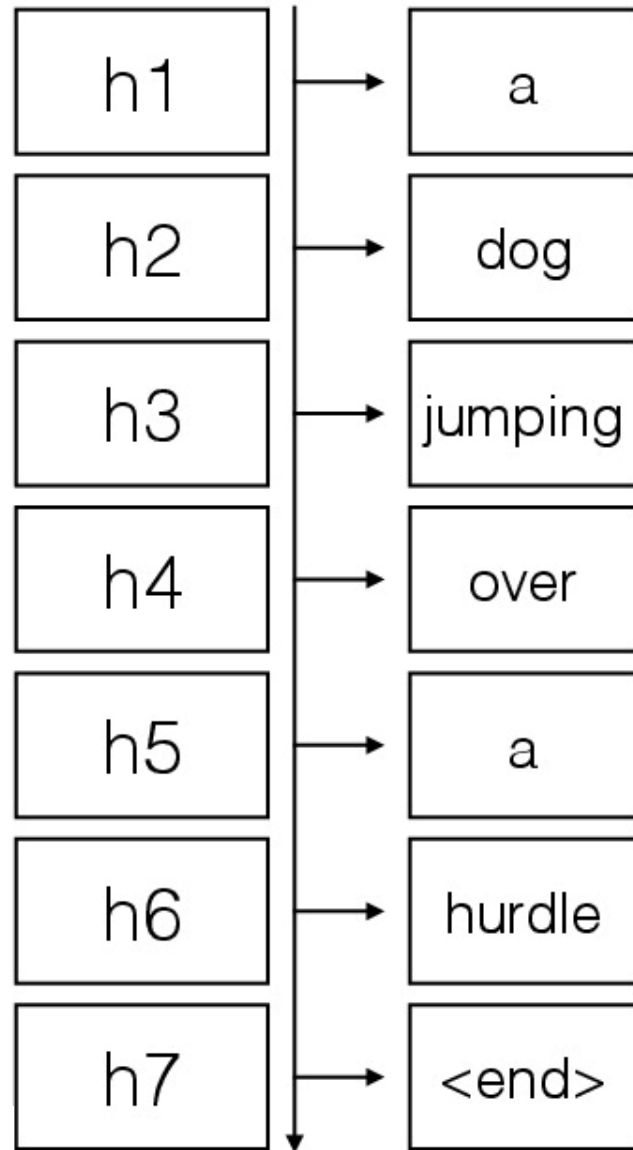 h1 a
h2 dog
h3 jumping
h4 over
h5 a
h6 hurdle
h7 <end>